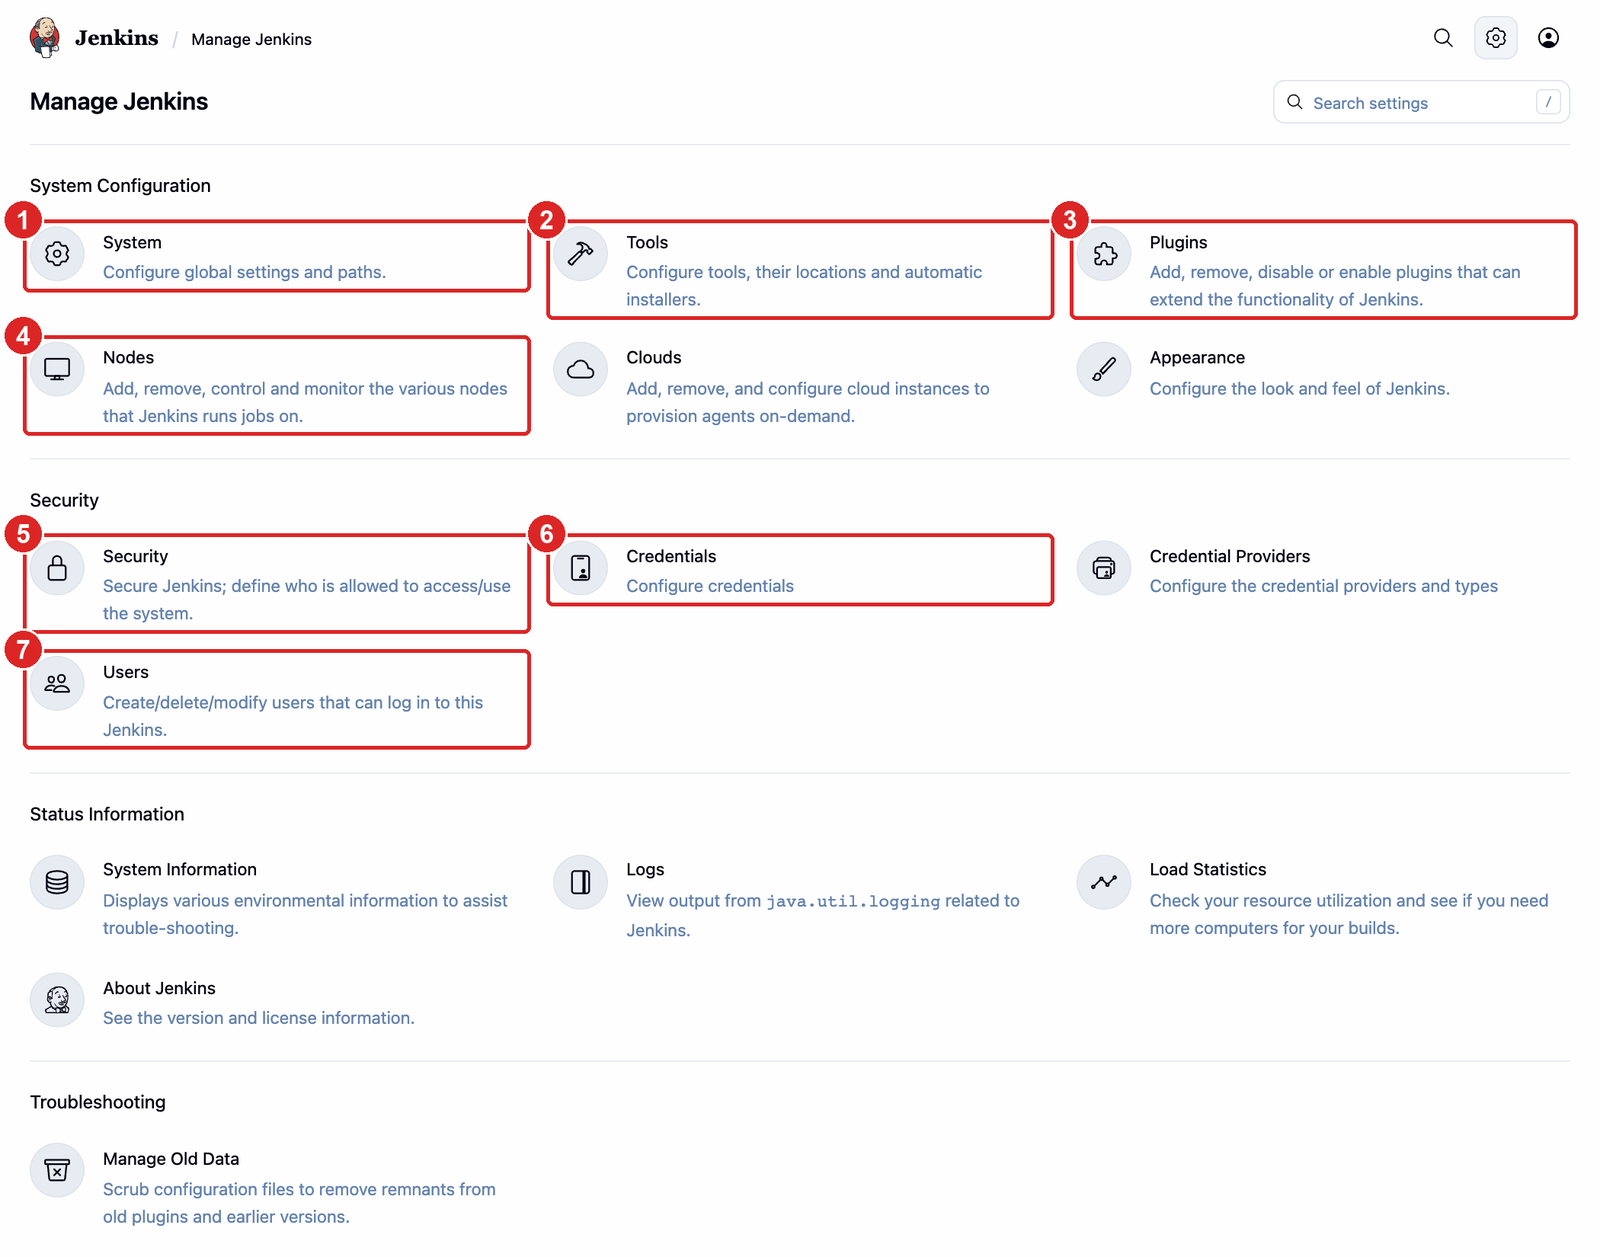 Jenkins / Manage Jenkins
Manage Jenkins
Search settings /
System Configuration
1
System
Configure global settings and paths.
2
Tools
Configure tools, their locations and automatic
installers.
3
Plugins
Add, remove, disable or enable plugins that can
extend the functionality of Jenkins.
4
Nodes
Add, remove, control and monitor the various nodes
that Jenkins runs jobs on.
Clouds
Add, remove, and configure cloud instances to
provision agents on-demand.
Appearance
Configure the look and feel of Jenkins.
Security
5
Security
Secure Jenkins; define who is allowed to access/use
the system.
6
Credentials
Configure credentials
Credential Providers
Configure the credential providers and types
7
Users
Create/delete/modify users that can log in to this
Jenkins.
Status Information
System Information
Displays various environmental information to assist
trouble-shooting.
Logs
View output from java.util.logging related to
Jenkins.
Load Statistics
Check your resource utilization and see if you need
more computers for your builds.
About Jenkins
See the version and license information.
Troubleshooting
Manage Old Data
Scrub configuration files to remove remnants from
old plugins and earlier versions.